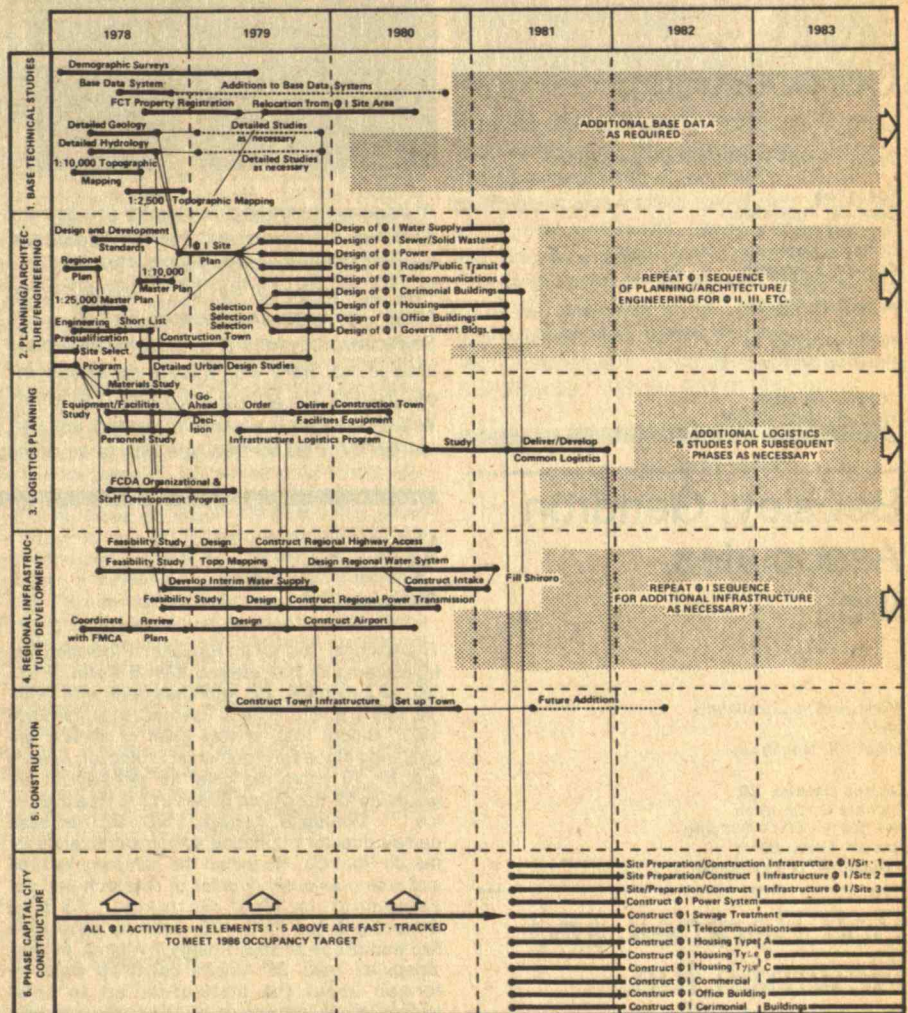 1978 1979 1980 1981 1982 1983
1. BASE TECHNICAL STUDIES
Demographic Surveys
Base Data System
Additions to Base Data Systems
FCT Property Registration
Relocation from Φ I Site Area
Detailed Geology
Detailed Studies
as necessary
Detailed Hydrology
Detailed Studies
as necessary
1:10,000 Topographic
Mapping
1:2,500 Topographic Mapping
ADDITIONAL BASE DATA
AS REQUIRED
2. PLANNING/ARCHITEC-
TURE/ENGINEERING
Design and Development
Standards
Φ I Site
Plan
Regional
Plan
1:10,000
Master Plan
1:25,000 Master Plan
Engineering
Short List
Prequalification
Construction Town
Site Select.
Program
Detailed Urban Design Studies
Selection
Selection
Selection
Design of Φ I Water Supply
Design of Φ I Sewer/Solid Waste
Design of Φ I Power
Design of Φ I Roads/Public Transit
Design of Φ I Telecommunications
Design of Φ I Cerimonial Buildings
Design of Φ I Housing
Design of Φ I Office Buildings
Design of Φ I Government Bldgs.
REPEAT Φ I SEQUENCE
OF PLANNING/ARCHITECTURE/
ENGINEERING FOR Φ II, III, ETC.
3. LOGISTICS PLANNING
Materials Study
Equipment/Facilities
Study
Go-
Ahead
Deci-
sion
Order
Deliver Construction Town
Facilities Equipment
Personnel Study
Infrastructure Logistics Program
Study
Deliver/Develop
Common Logistics
FCDA Organizational &
Staff Development Program
ADDITIONAL LOGISTICS
& STUDIES FOR SUBSEQUENT
PHASES AS NECESSARY
4. REGIONAL INFRASTRUC-
TURE DEVELOPMENT
Feasibility Study
Design
Construct Regional Highway Access
Feasibility Study
Topo Mapping
Design Regional Water System
Develop Interim Water Supply
Construct Intake
Fill Shiroro
Feasibility Study
Design
Construct Regional Power Transmission
Coordinate
with FMCA
Review
Plans
Design
Construct Airport
REPEAT Φ I SEQUENCE
FOR ADDITIONAL INFRASTRUCTURE
AS NECESSARY
5. CONSTRUCTION
Construct Town Infrastructure
Set up Town
Future Addition
6. PHASE CAPITAL CITY
CONSTRUCTURE
ALL Φ I ACTIVITIES IN ELEMENTS 1 - 5 ABOVE ARE FAST - TRACKED
TO MEET 1986 OCCUPANCY TARGET
Site Preparation/Construction Infrastructure Φ I/Site 1
Site Preparation/Construct Infrastructure Φ I/Site 2
Site/Preparation/Construct Infrastructure Φ I/Site 3
Construct Φ I Power System
Construct Φ I Sewage Treatment
Construct Φ I Telecommunications
Construct Φ I Housing Type A
Construct Φ I Housing Type B
Construct Φ I Housing Type C
Construct Φ I Commercial
Construct Φ I Office Building
Construct Φ I Cerimonial Buildings